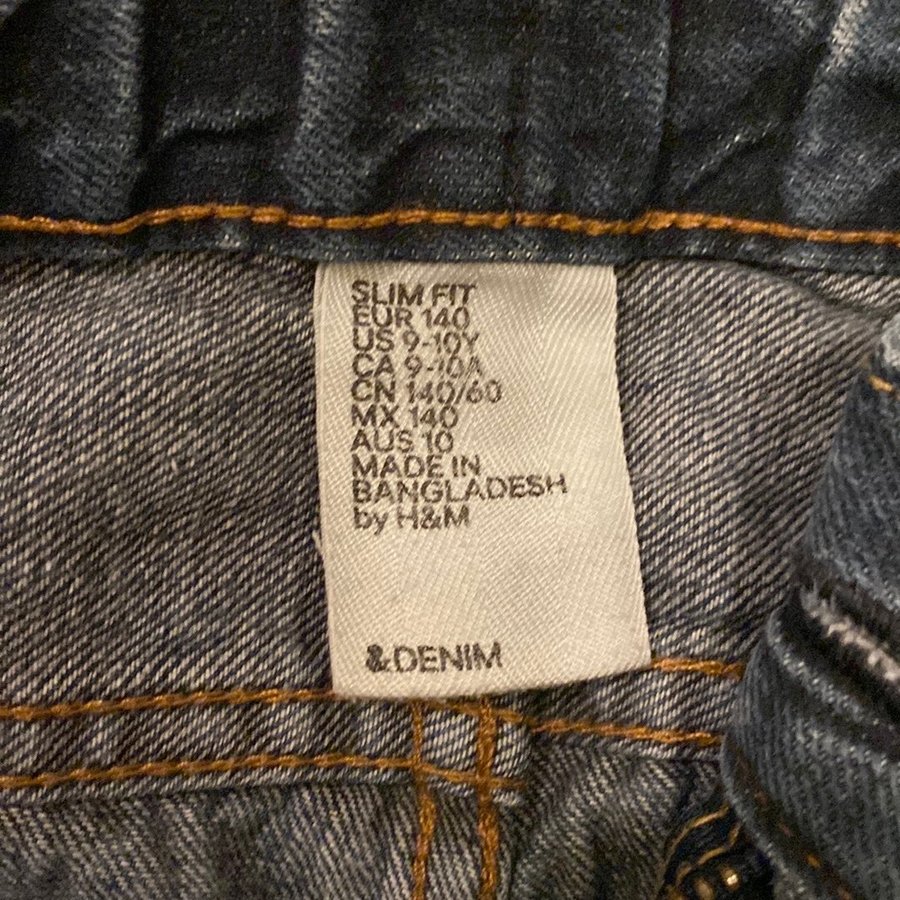 SLIM FIT
EUR 140
US 9-10Y
CA 9-10A
CN 140/60
MX 140
AUS 10
MADE IN
BANGLADESH
by H&M
&DENIM